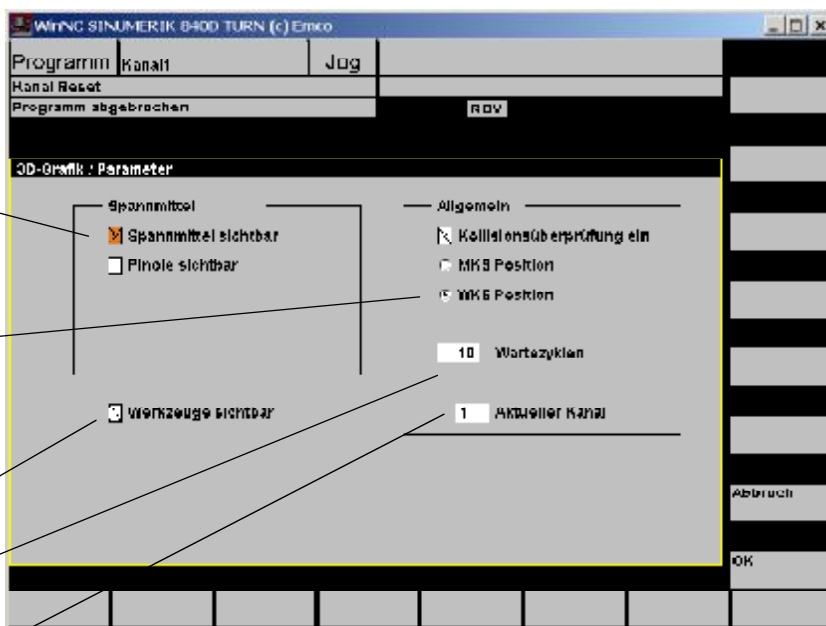 WinNC SINUMERIK 840D TURN (c) Emco
Programm Kanal1 Jog
Kanal Reset
Programm abgebrochen ROV
3D-Grafik / Parameter
Spannmittel
Spannmittel sichtbar
Pinole sichtbar
Werkzeuge sichtbar
Allgemein
Kollisionsüberprüfung ein
MKS Position
WKS Position
10 Wartezyklen
1 Aktueller Kanal
Abbruch
OK